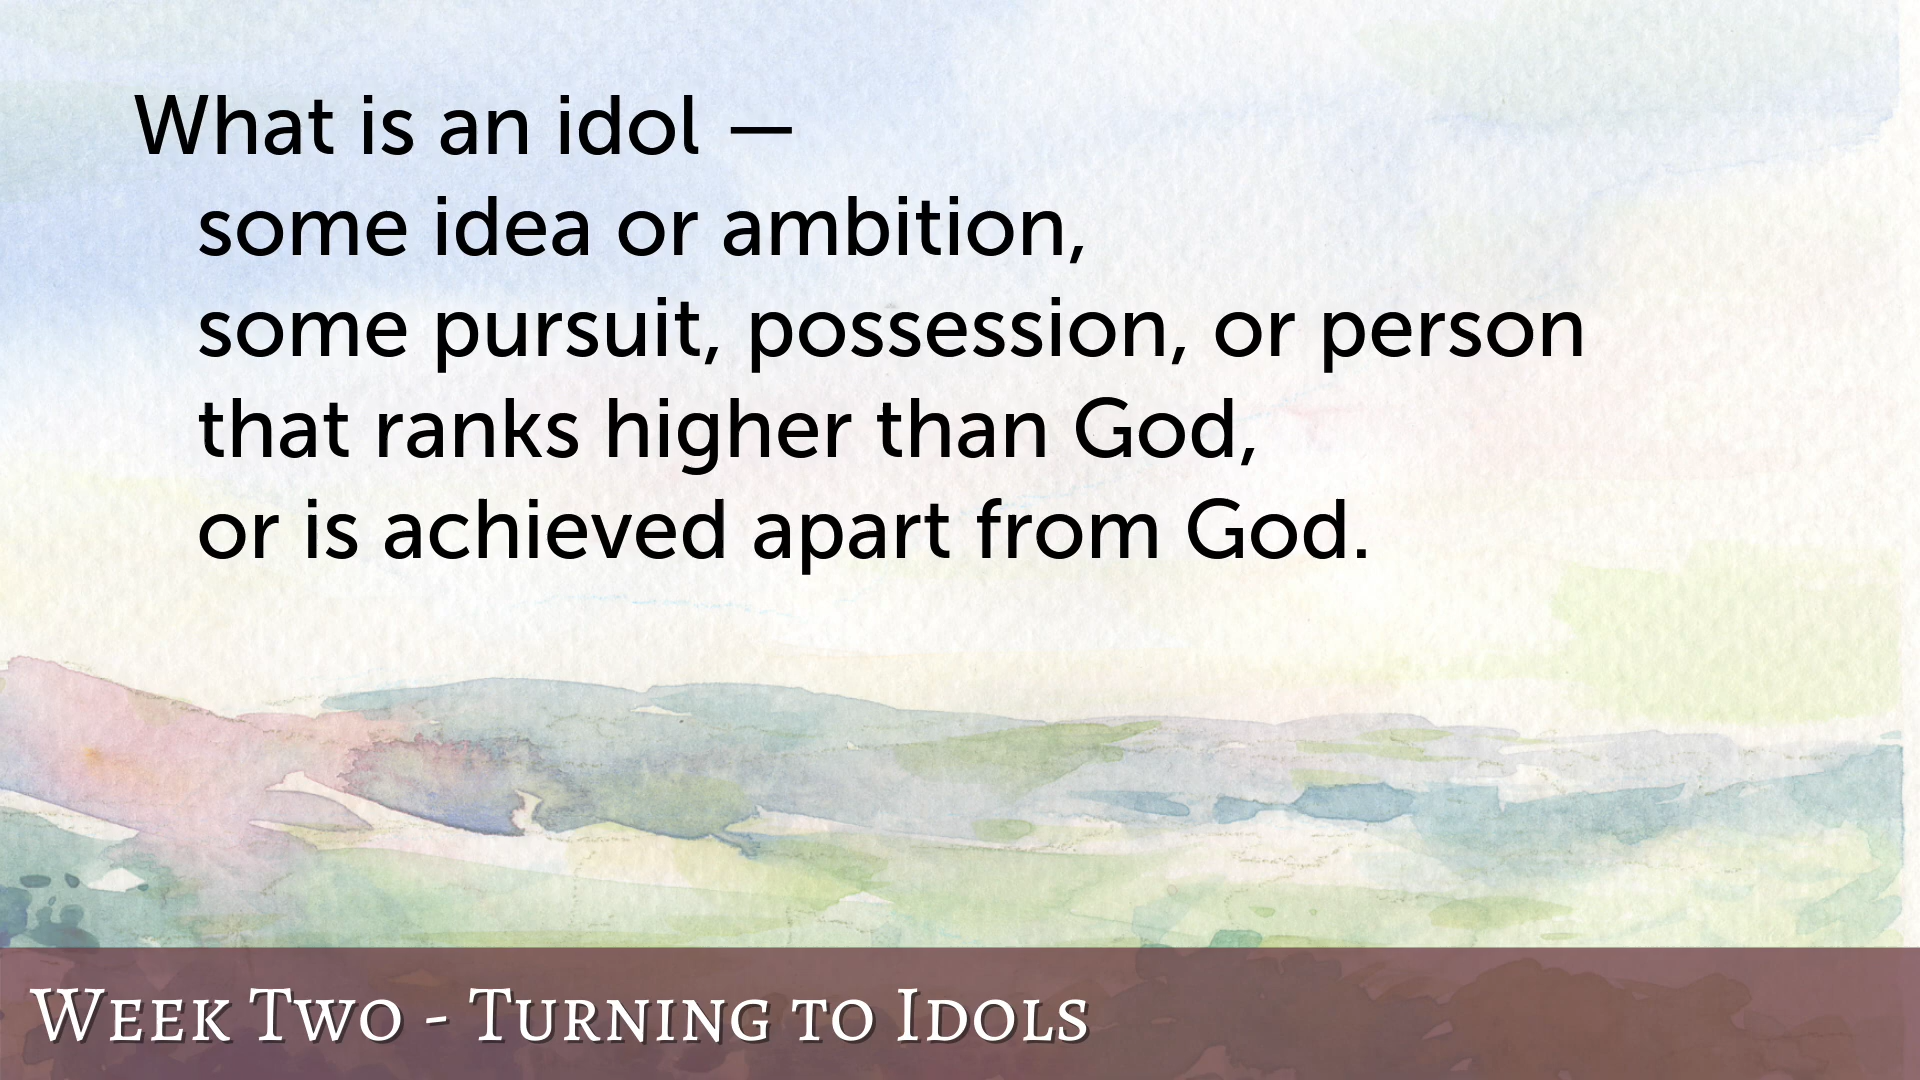 What is an idol —
some idea or ambition,
some pursuit, possession, or person
that ranks higher than God,
or is achieved apart from God.
Week Two - Turning to Idols